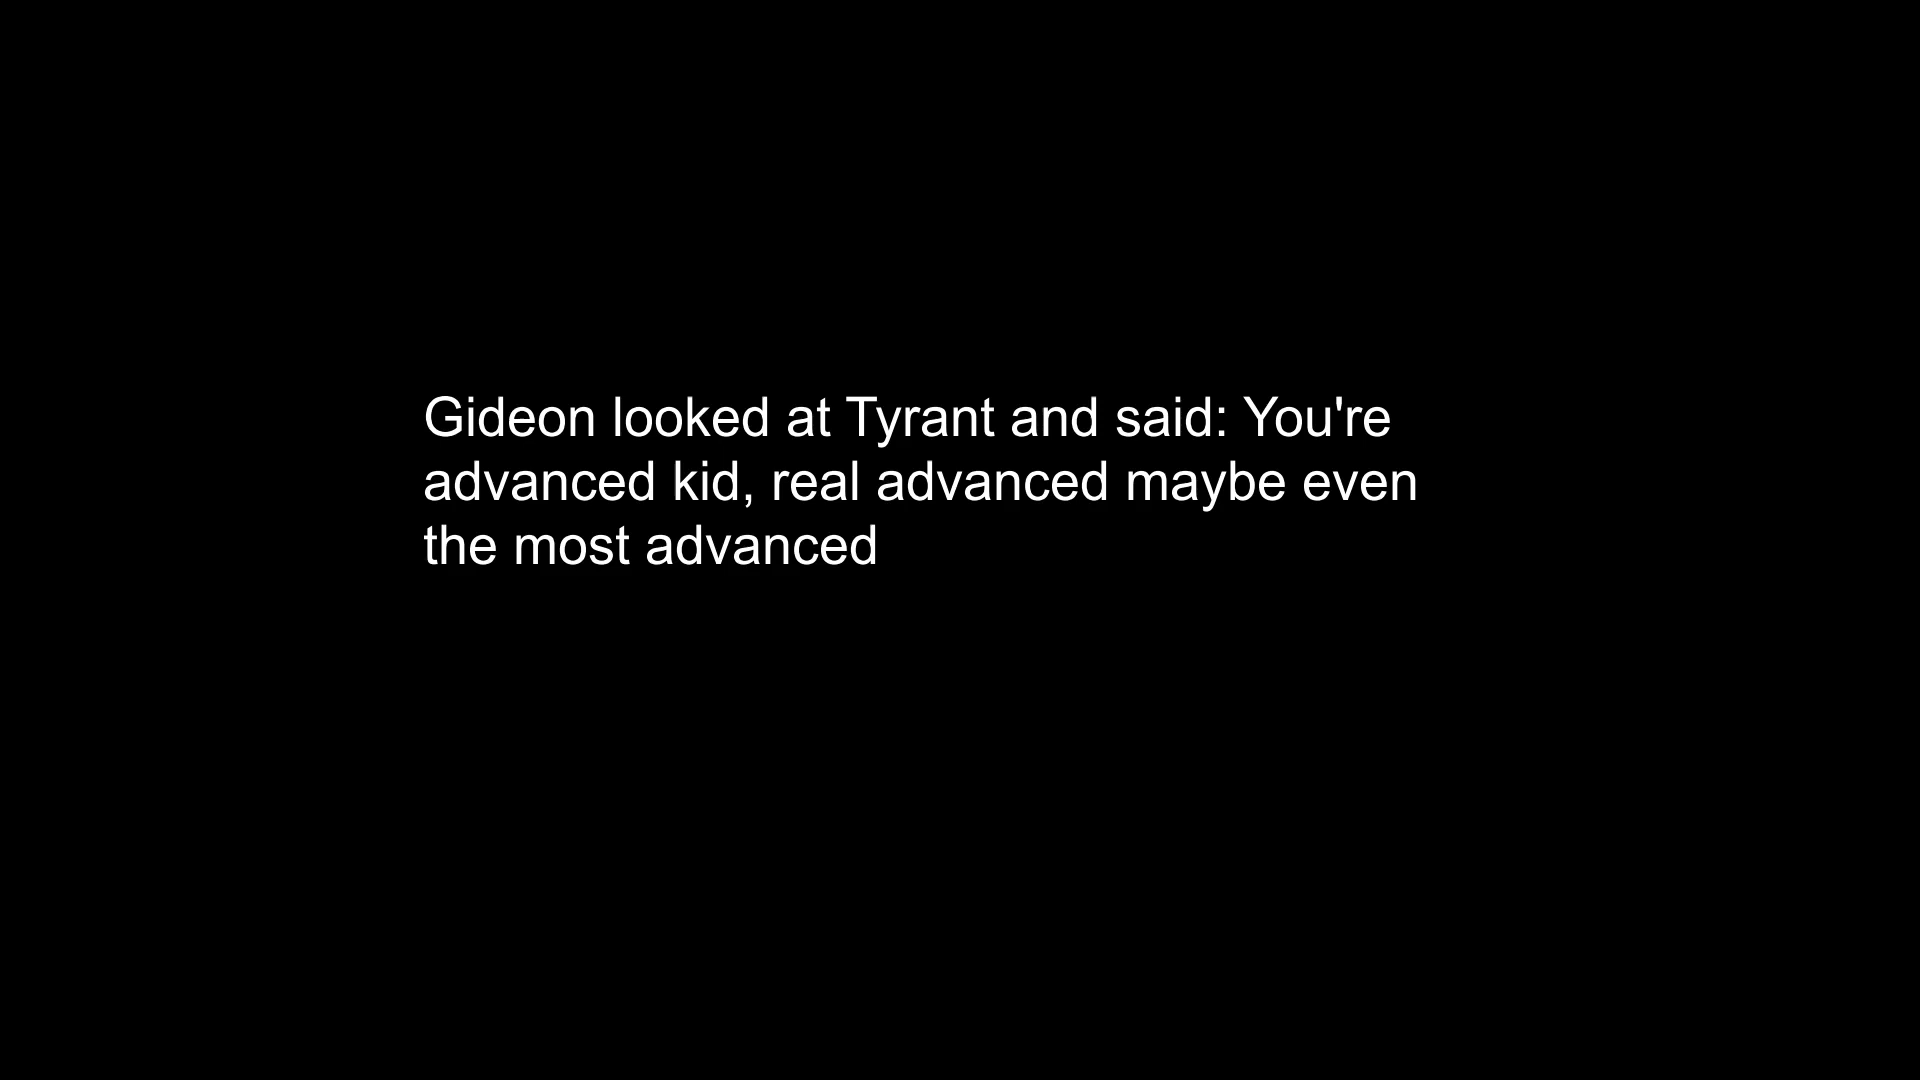 Gideon looked at Tyrant and said: You're
advanced kid, real advanced maybe even
the most advanced